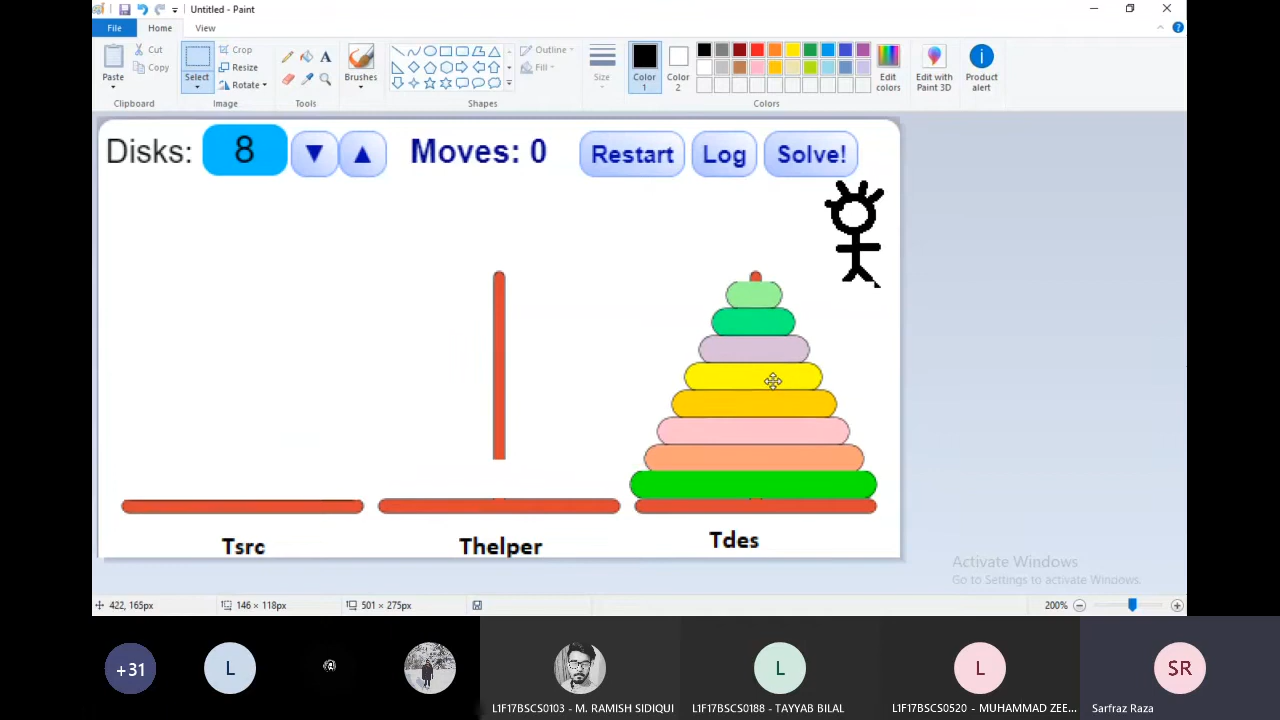 Untitled - Paint
File Home View
Paste
Cut
Copy
Clipboard
Select
Crop
Resize
Rotate
Image
Tools
Brushes
Shapes
Outline
Fill
Size
Color 1
Color 2
Colors
Edit colors
Edit with Paint 3D
Product alert
Disks: 8 Moves: 0 Restart Log Solve!
Tsrc Thelper Tdes
Activate Windows
Go to Settings to activate Windows.
422, 165px 146 × 118px 501 × 275px 200%
+31 L L L SR
L1F17BSCS0103 - M. RAMISH SIDIQUI L1F17BSCS0188 - TAYYAB BILAL L1F17BSCS0520 - MUHAMMAD ZEE... Sarfraz Raza